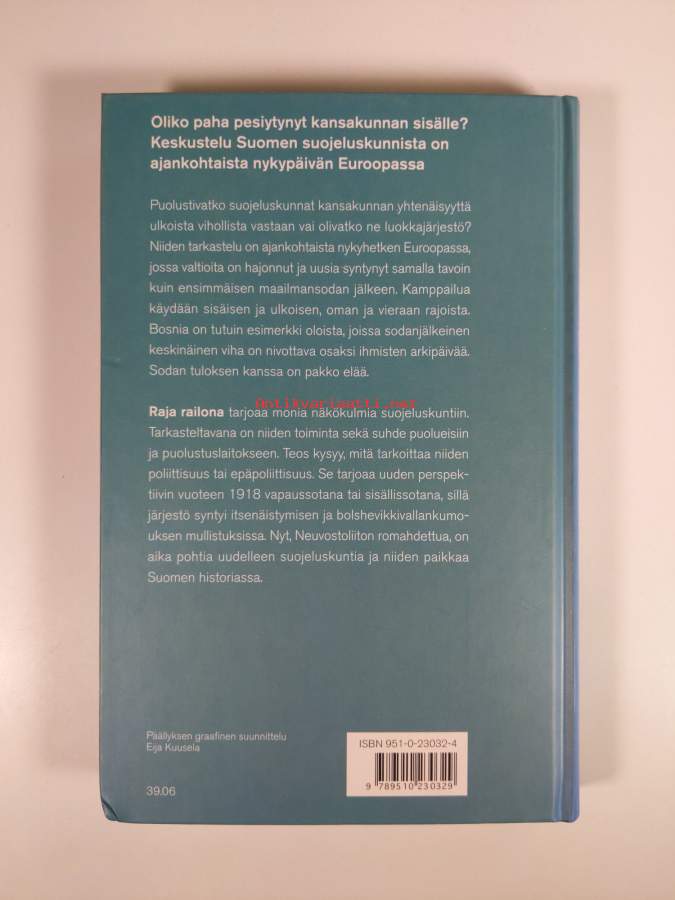 Oliko paha pesiytynyt kansakunnan sisälle?
Keskustelu Suomen suojeluskunnista on
ajankohtaista nykypäivän Euroopassa
Puolustivatko suojeluskunnat kansakunnan yhtenäisyyttä
ulkoista vihollista vastaan vai olivatko ne luokkajärjestö?
Niiden tarkastelu on ajankohtaista nykyhetken Euroopassa,
jossa valtioita on hajonnut ja uusia syntynyt samalla tavoin
kuin ensimmäisen maailmansodan jälkeen. Kamppailua
käydään sisäisen ja ulkoisen, oman ja vieraan rajoista.
Bosnia on tutuin esimerkki oloista, joissa sodanjälkeinen
keskinäinen viha on nivottava osaksi ihmisten arkipäivää.
Sodan tuloksen kanssa on pakko elää.
Antikvariaatti.net
Raja railona tarjoaa monia näkökulmia suojeluskuntiin.
Tarkasteltavana on niiden toiminta sekä suhde puolueisiin
ja puolustuslaitokseen. Teos kysyy, mitä tarkoittaa niiden
poliittisuus tai epäpoliittisuus. Se tarjoaa uuden perspek-
tiivin vuoteen 1918 vapaussotana tai sisällissotana, sillä
järjestö syntyi itsenäistymisen ja bolshevikkivallankumo-
uksen mullistuksissa. Nyt, Neuvostoliiton romahdettua, on
aika pohtia uudelleen suojeluskuntia ja niiden paikkaa
Suomen historiassa.
Päällyksen graafinen suunnittelu
Eija Kuusela
39.06
ISBN 951-0-23032-4
9 789510 230329